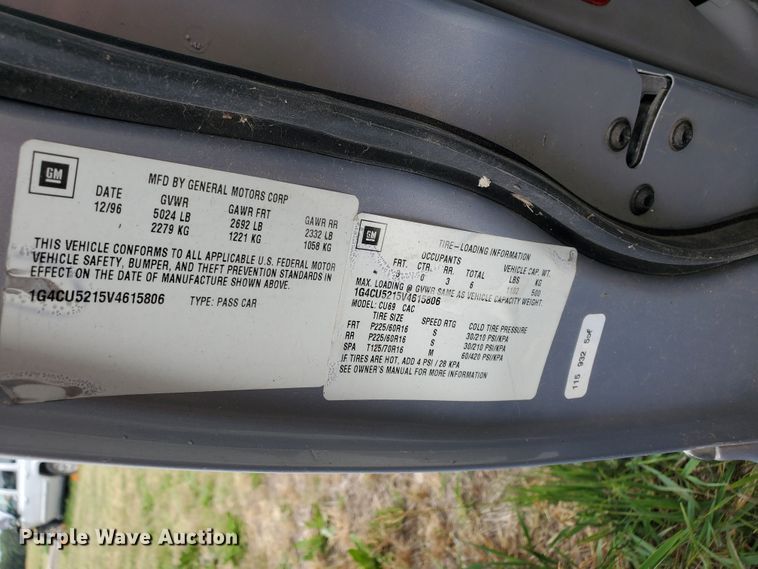 GM
MFD BY GENERAL MOTORS CORP
DATE GVWR GAWR FRT GAWR RR
12/96 5024 LB 2692 LB 2332 LB
2279 KG 1221 KG 1058 KG
THIS VEHICLE CONFORMS TO ALL APPLICABLE U.S. FEDERAL MOTOR
VEHICLE SAFETY, BUMPER, AND THEFT PREVENTION STANDARDS IN
EFFECT ON THE DATE OF MANUFACTURE SHOWN ABOVE.
1G4CU5215V4615806 TYPE: PASS CAR
GM
TIRE-LOADING INFORMATION
OCCUPANTS VEHICLE CAP. WT.
FRT. CTR. RR. TOTAL LBS KG
3 0 3 6 1102 500
MAX. LOADING @ GVWR SAME AS VEHICLE CAPACITY WEIGHT.
1G4CU5215V4615806
MODEL: CU69 CAC
TIRE SIZE SPEED RTG COLD TIRE PRESSURE
FRT P225/60R16 S 30/210 PSI/KPA
RR P225/60R16 S 30/210 PSI/KPA
SPA T125/70R16 M 60/420 PSI/KPA
IF TIRES ARE HOT, ADD 4 PSI / 28 KPA
SEE OWNER'S MANUAL FOR MORE INFORMATION
115 932 5oF
Purple Wave Auction